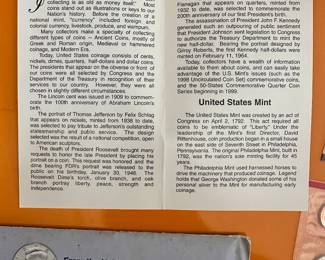 collecting is as old as money itself! Most
coins stand out as illustrations or keys to our
Nation's history. Before the creation of a
national mint, "currency" included foreign and
colonial currency, livestock, produce, and wampum.
Many collectors make a specialty of collecting
different types of coins – Ancient Coins, mostly of
Greek and Roman origin, Medieval or hammered
coinage, and Modern Era.
Today, United States coinage consists of cents,
nickels, dimes, quarters, half-dollars and dollar coins.
The presidents that appear on the obverse or front of
our coins were selected by Congress and the
Department of the Treasury in recognition of their
services to our country. However, they were all
chosen in slightly different circumstances.
The Lincoln cent was issued in 1909 to commem-
orate the 100th anniversary of Abraham Lincoln's
birth.
The portrait of Thomas Jefferson by Felix Schlag
that appears on nickels, minted from 1938 to date,
was selected to pay tribute to Jefferson's outstanding
statesmanship and public service. The design
selected was the result of a national competition open
to American sculptors.
The death of President Roosevelt brought many
requests to honor the late President by placing his
portrait on a coin. This request was honored and the
dime bearing FDR's portrait was released to the
public on his birthday, January 30, 1946. The
Roosevelt Dime's torch, olive branch, and oak
branch portray liberty, peace, strength and
independence.
Flanagan that appears on quarters, minted from
1932 to date, was selected to commemorate the
200th anniversary of our first President's birth.
The assassination of President John F. Kennedy
generated such an outpouring of public sentiment
that President Johnson sent legislation to Congress
to authorize the Treasury Department to mint the
new half-dollar. Bearing the portrait designed by
Gilroy Roberts, the first Kennedy half-dollars were
minted on February 11, 1964.
Today, collectors have a wealth of information
available to them about coins, and can easily take
advantage of the U.S. Mint's issues (such as the
1998 Uncirculated Coin Set) commemorative coins,
and the 50-States Commemorative Quarter Coin
Series beginning in 1999.
United States Mint
The United States Mint was created by an act of
Congress on April 2, 1792. This act required all
coins to be emblematic of "Liberty." Under the
leadership of the Mint's first Director, David
Rittenhouse, coin production began in a small house
on the east side of Seventh Street in Philadelphia,
Pennsylvania. The original Philadelphia Mint, built in
1792, was the nation's sole minting facility for 45
years.
The Philadelphia Mint used harnessed horses to
drive the machinery that produced coinage. Legend
holds that George Washington donated some of
his personal silver to the Mint for manufacturing early
coinage.